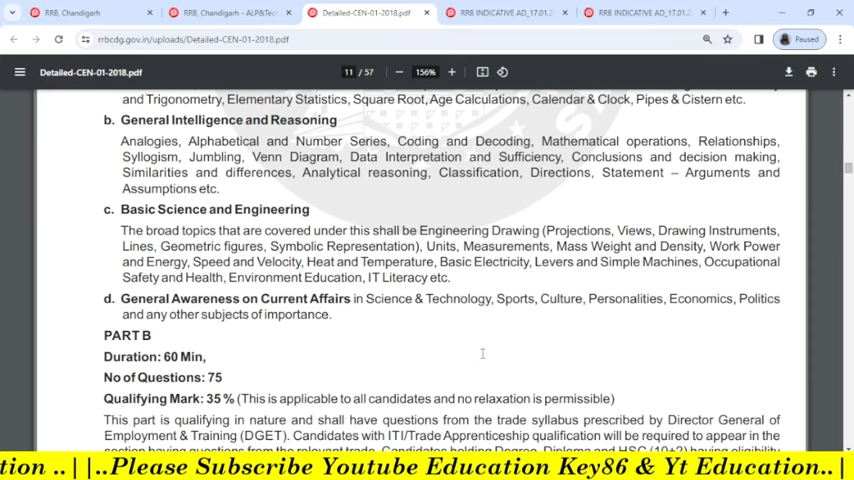 RRB, Chandigarh
RRB, Chandigarh - ALP&Tech
Detailed-CEN-01-2018.pdf
RRB INDICATIVE AD_17.01.2
RRB INDICATIVE AD_17.01.2
rrbcdg.gov.in/uploads/Detailed-CEN-01-2018.pdf
Paused
Detailed-CEN-01-2018.pdf
11 / 57
156%
and Trigonometry, Elementary Statistics, Square Root, Age Calculations, Calendar & Clock, Pipes & Cistern etc.
b. General Intelligence and Reasoning
Analogies, Alphabetical and Number Series, Coding and Decoding, Mathematical operations, Relationships,
Syllogism, Jumbling, Venn Diagram, Data Interpretation and Sufficiency, Conclusions and decision making,
Similarities and differences, Analytical reasoning, Classification, Directions, Statement – Arguments and
Assumptions etc.
c. Basic Science and Engineering
The broad topics that are covered under this shall be Engineering Drawing (Projections, Views, Drawing Instruments,
Lines, Geometric figures, Symbolic Representation), Units, Measurements, Mass Weight and Density, Work Power
and Energy, Speed and Velocity, Heat and Temperature, Basic Electricity, Levers and Simple Machines, Occupational
Safety and Health, Environment Education, IT Literacy etc.
d. General Awareness on Current Affairs in Science & Technology, Sports, Culture, Personalities, Economics, Politics
and any other subjects of importance.
PART B
Duration: 60 Min,
No of Questions: 75
Qualifying Mark: 35 % (This is applicable to all candidates and no relaxation is permissible)
This part is qualifying in nature and shall have questions from the trade syllabus prescribed by Director General of
Employment & Training (DGET). Candidates with ITI/Trade Apprenticeship qualification will be required to appear in the
tion ..||..Please Subscribe Youtube Education Key86 & Yt Education..|